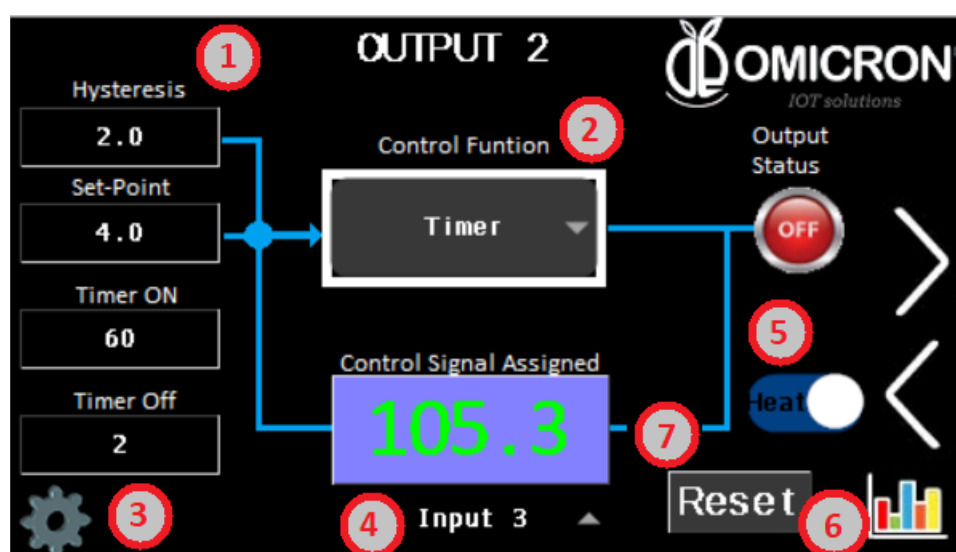 OUTPUT 2
OMICRON
IOT solutions
1
Hysteresis
2.0
Set-Point
4.0
Timer ON
60
Timer Off
2
3
2
Control Funtion
Timer
Control Signal Assigned
105.3
4
Input 3
Output
Status
OFF
5
Heat
7
Reset
6